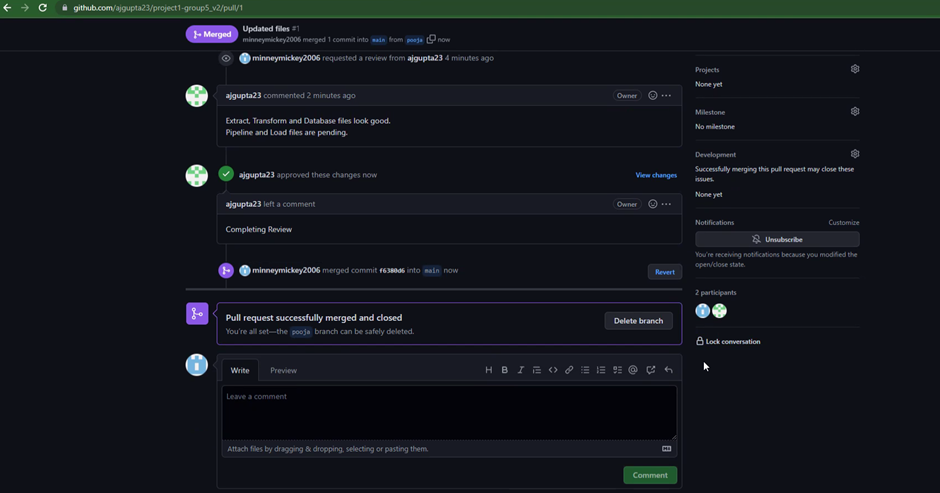 github.com/ajgupta23/project1-group5_v2/pull/1
Merged
Updated files #1
minneymickey2006 merged 1 commit into main from pooja now
minneymickey2006 requested a review from ajgupta23 4 minutes ago
ajgupta23 commented 2 minutes ago
Owner
Extract, Transform and Database files look good.
Pipeline and Load files are pending.
ajgupta23 approved these changes now
View changes
ajgupta23 left a comment
Owner
Completing Review
minneymickey2006 merged commit f6380d6 into main now
Revert
Pull request successfully merged and closed
You're all set—the pooja branch can be safely deleted.
Delete branch
Write
Preview
Leave a comment
Attach files by dragging & dropping, selecting or pasting them.
Comment
Projects
None yet
Milestone
No milestone
Development
Successfully merging this pull request may close these
issues.
None yet
Notifications
Customize
Unsubscribe
You're receiving notifications because you modified the
open/close state.
2 participants
Lock conversation